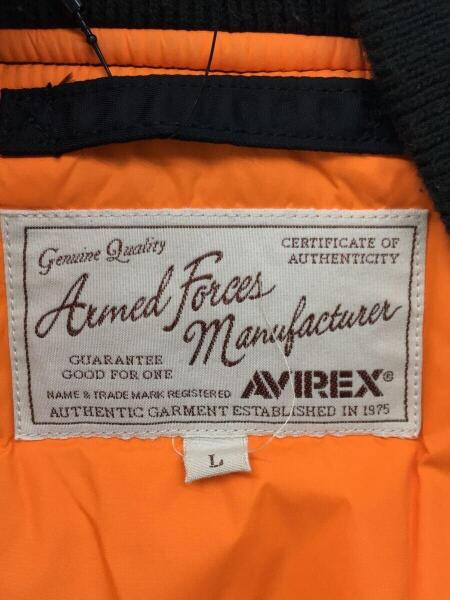 Genuine Quality
CERTIFICATE OF
AUTHENTICITY
Armed Forces
Manufacturer
GUARANTEE
GOOD FOR ONE
AVIREX®
NAME & TRADE MARK REGISTERED
AUTHENTIC GARMENT ESTABLISHED IN 1975
L